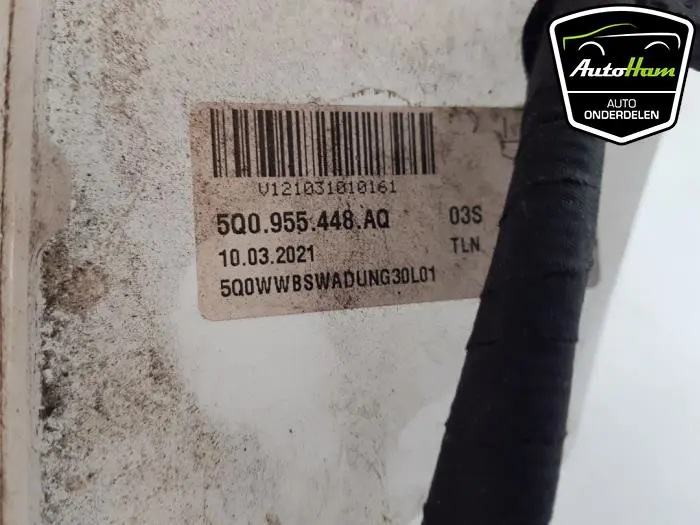 AutoHam
AUTO
ONDERDELEN
V121031010161
5Q0.955.448.AQ 03S
10.03.2021 TLN
5Q0WWBSWADUNG30L01